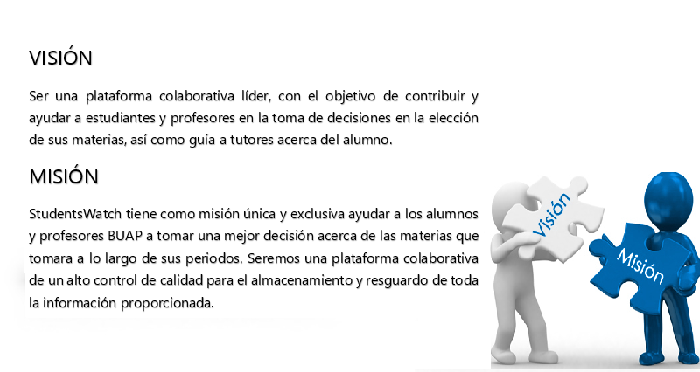 VISIÓN
Ser una plataforma colaborativa líder, con el objetivo de contribuir y
ayudar a estudiantes y profesores en la toma de decisiones en la elección
de sus materias, así como guía a tutores acerca del alumno.
MISIÓN
StudentsWatch tiene como misión única y exclusiva ayudar a los alumnos
y profesores BUAP a tomar una mejor decisión acerca de las materias que
tomara a lo largo de sus periodos. Seremos una plataforma colaborativa
de un alto control de calidad para el almacenamiento y resguardo de toda
la información proporcionada.
Visión
Misión